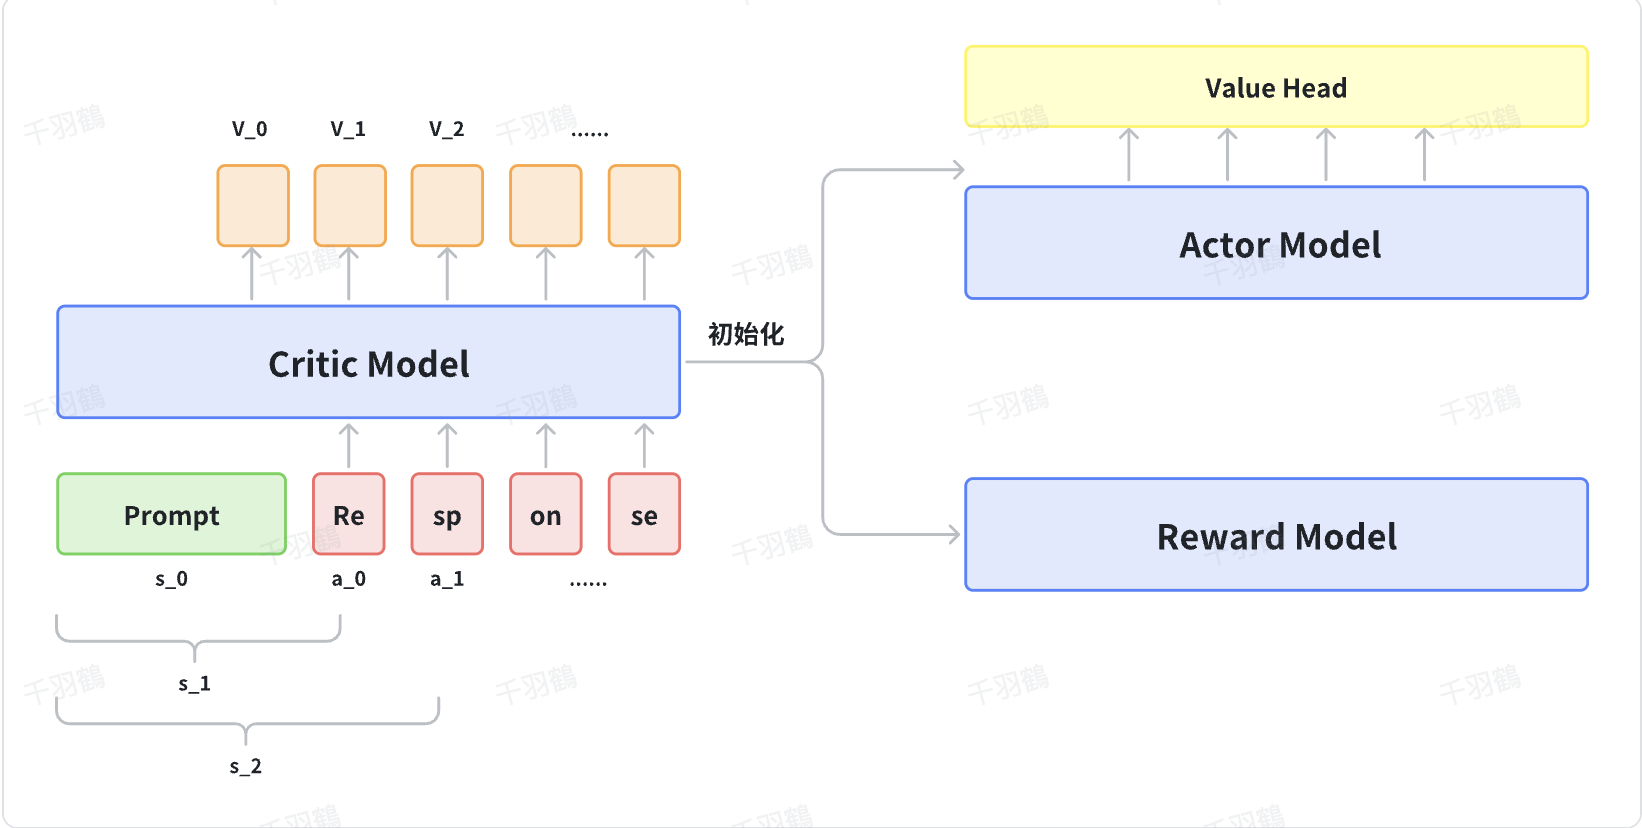 V_0 V_1 V_2 ......
Critic Model
初始化
Prompt Re sp on se
s_0 a_0 a_1 ......
s_1
s_2
Value Head
Actor Model
Reward Model
千羽鶴